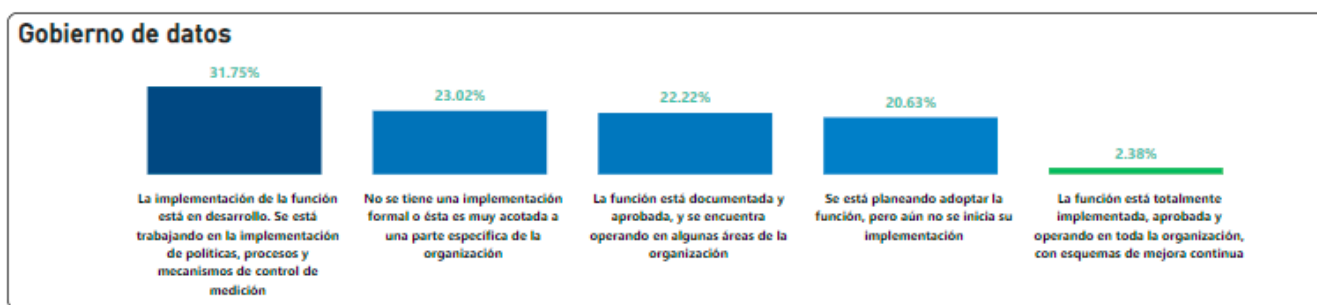 Gobierno de datos
31.75%
23.02%
22.22%
20.63%
2.38%
La implementación de la función
está en desarrollo. Se está
trabajando en la implementación
de políticas, procesos y
mecanismos de control de
medición
No se tiene una implementación
formal o ésta es muy acotada a
una parte específica de la
organización
La función está documentada y
aprobada, y se encuentra
operando en algunas áreas de la
organización
Se está planeando adoptar la
función, pero aún no se inicia su
implementación
La función está totalmente
implementada, aprobada y
operando en toda la organización,
con esquemas de mejora continua